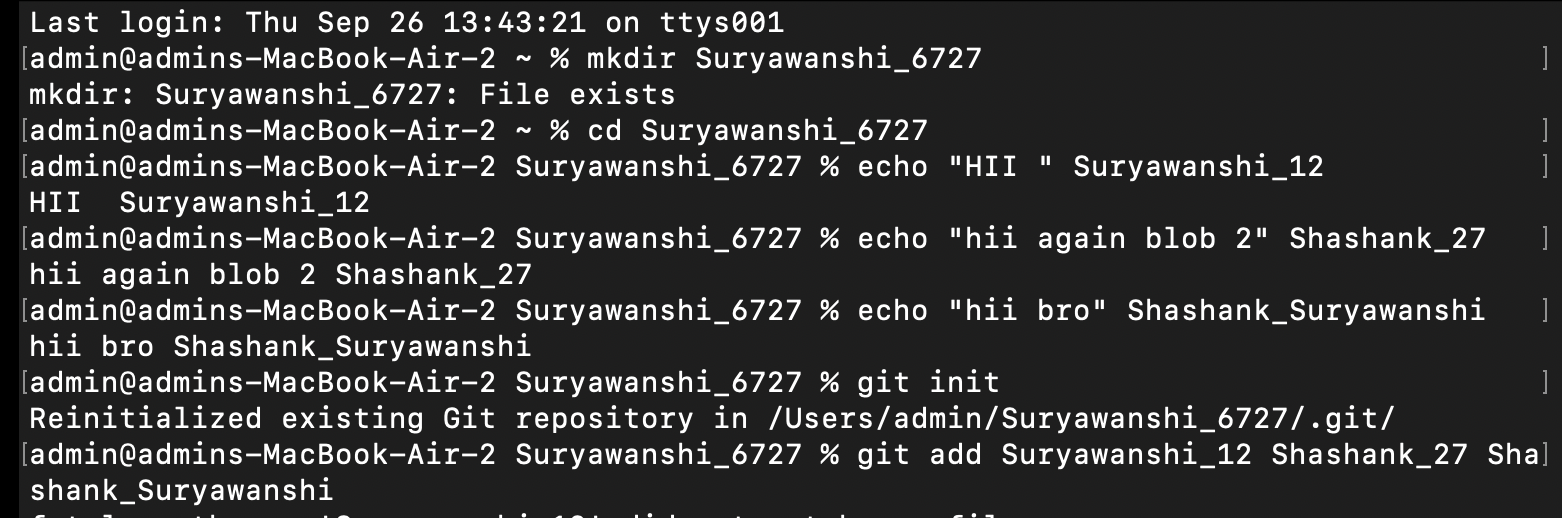 Last login: Thu Sep 26 13:43:21 on ttys001
[admin@admins-MacBook-Air-2 ~ % mkdir Suryawanshi_6727 ]
mkdir: Suryawanshi_6727: File exists
[admin@admins-MacBook-Air-2 ~ % cd Suryawanshi_6727 ]
[admin@admins-MacBook-Air-2 Suryawanshi_6727 % echo "HII " Suryawanshi_12 ]
HII  Suryawanshi_12
[admin@admins-MacBook-Air-2 Suryawanshi_6727 % echo "hii again blob 2" Shashank_27 ]
hii again blob 2 Shashank_27
[admin@admins-MacBook-Air-2 Suryawanshi_6727 % echo "hii bro" Shashank_Suryawanshi ]
hii bro Shashank_Suryawanshi
[admin@admins-MacBook-Air-2 Suryawanshi_6727 % git init ]
Reinitialized existing Git repository in /Users/admin/Suryawanshi_6727/.git/
[admin@admins-MacBook-Air-2 Suryawanshi_6727 % git add Suryawanshi_12 Shashank_27 Sha]
shank_Suryawanshi